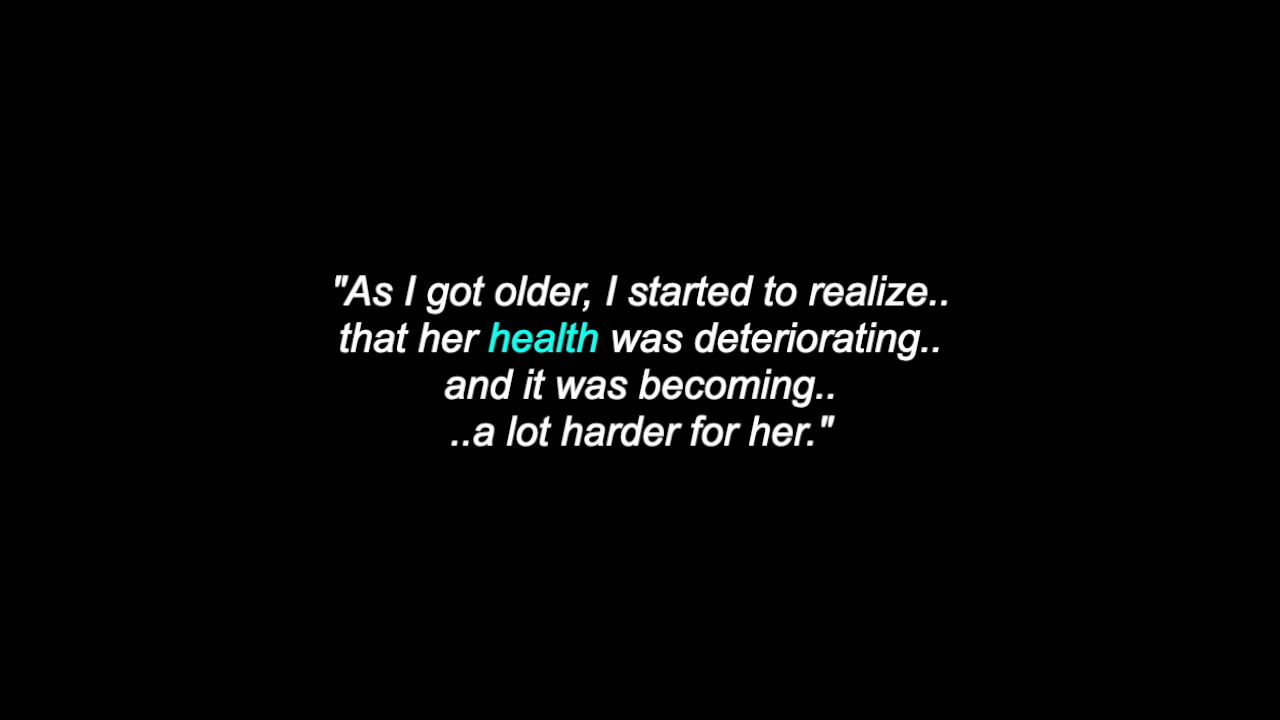 "As I got older, I started to realize..
that her health was deteriorating..
and it was becoming..
..a lot harder for her."